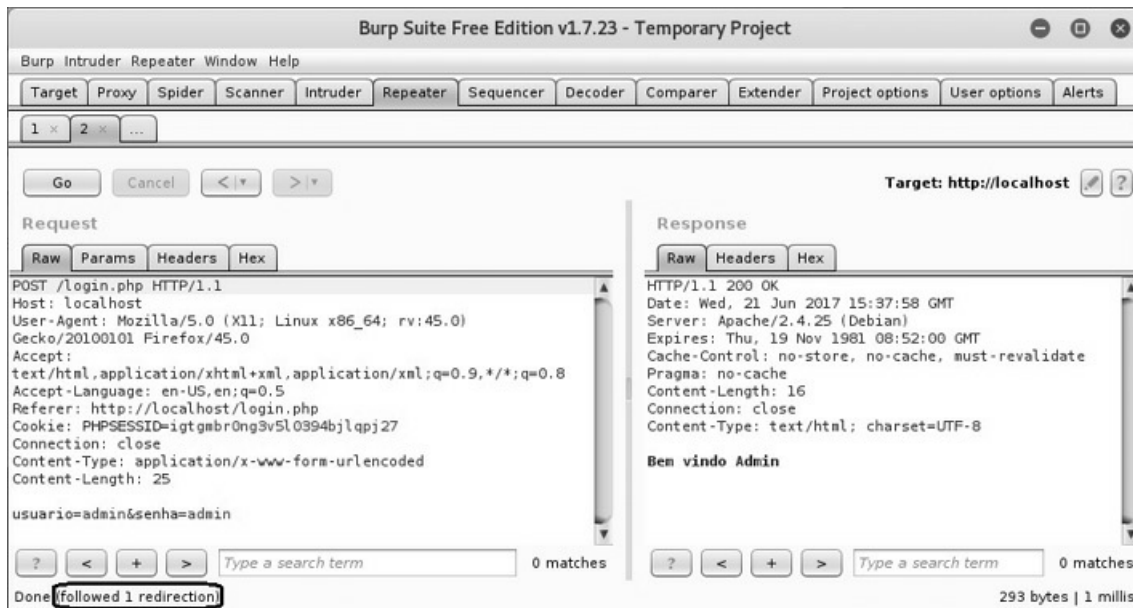 Burp Suite Free Edition v1.7.23 - Temporary Project
Burp Intruder Repeater Window Help
Target Proxy Spider Scanner Intruder Repeater Sequencer Decoder Comparer Extender Project options User options Alerts
1 × 2 × ...
Go Cancel < > Target: http://localhost ?
Request
Raw Params Headers Hex
POST /login.php HTTP/1.1
Host: localhost
User-Agent: Mozilla/5.0 (X11; Linux x86_64; rv:45.0)
Gecko/20100101 Firefox/45.0
Accept:
text/html,application/xhtml+xml,application/xml;q=0.9,*/*;q=0.8
Accept-Language: en-US,en;q=0.5
Referer: http://localhost/login.php
Cookie: PHPSESSID=igtgmbr0ng3v5l0394bjlqpj27
Connection: close
Content-Type: application/x-www-form-urlencoded
Content-Length: 25
usuario=admin&senha=admin
? < + > Type a search term 0 matches
Response
Raw Headers Hex
HTTP/1.1 200 OK
Date: Wed, 21 Jun 2017 15:37:58 GMT
Server: Apache/2.4.25 (Debian)
Expires: Thu, 19 Nov 1981 08:52:00 GMT
Cache-Control: no-store, no-cache, must-revalidate
Pragma: no-cache
Content-Length: 16
Connection: close
Content-Type: text/html; charset=UTF-8
Bem vindo Admin
? < + > Type a search term 0 matches
Done (followed 1 redirection) 293 bytes | 1 millis